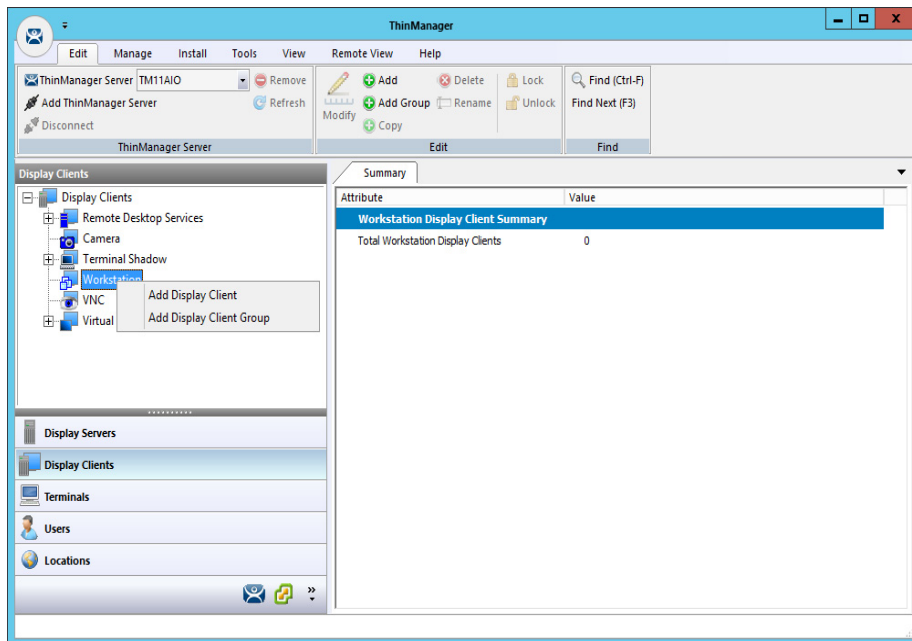 ThinManager
Edit Manage Install Tools View Remote View Help
ThinManager Server TM11AIO Remove
Add ThinManager Server Refresh
Disconnect
ThinManager Server
Modify
Add Delete Lock
Add Group Rename Unlock
Copy
Edit
Find (Ctrl-F)
Find Next (F3)
Find
Display Clients
Display Clients
Remote Desktop Services
Camera
Terminal Shadow
Workstation
VNC
Virtual
Add Display Client
Add Display Client Group
Display Servers
Display Clients
Terminals
Users
Locations
Summary
Attribute Value
Workstation Display Client Summary
Total Workstation Display Clients 0